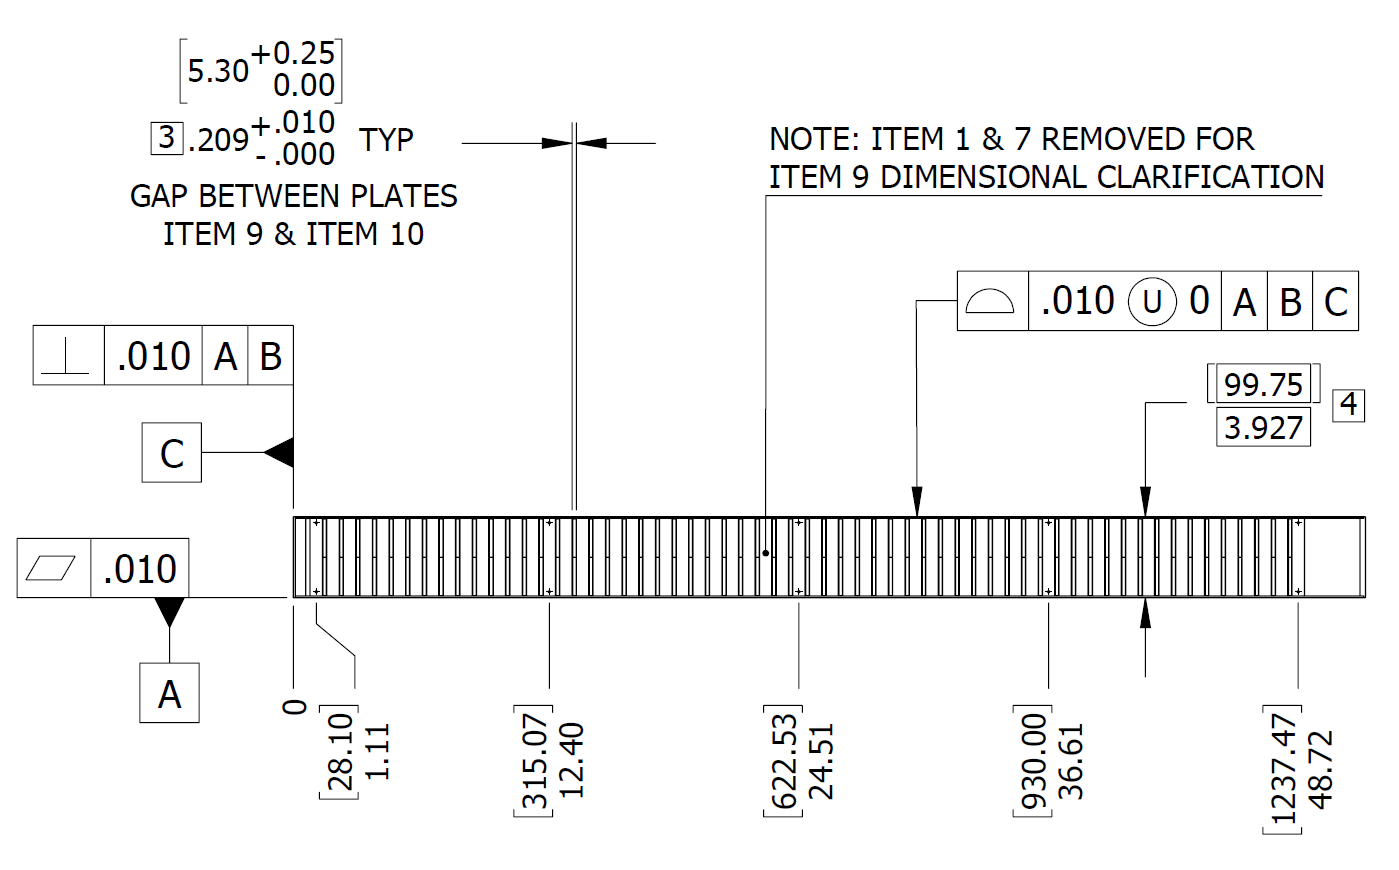 [5.30 +0.25 0.00]
3 .209 +.010 -.000 TYP
GAP BETWEEN PLATES
ITEM 9 & ITEM 10
NOTE: ITEM 1 & 7 REMOVED FOR
ITEM 9 DIMENSIONAL CLARIFICATION
.010 Ⓤ 0 A B C
⟂ .010 A B
[99.75]
3.927
4
C
.010
A
0
[28.10]
1.11
[315.07]
12.40
[622.53]
24.51
[930.00]
36.61
[1237.47]
48.72